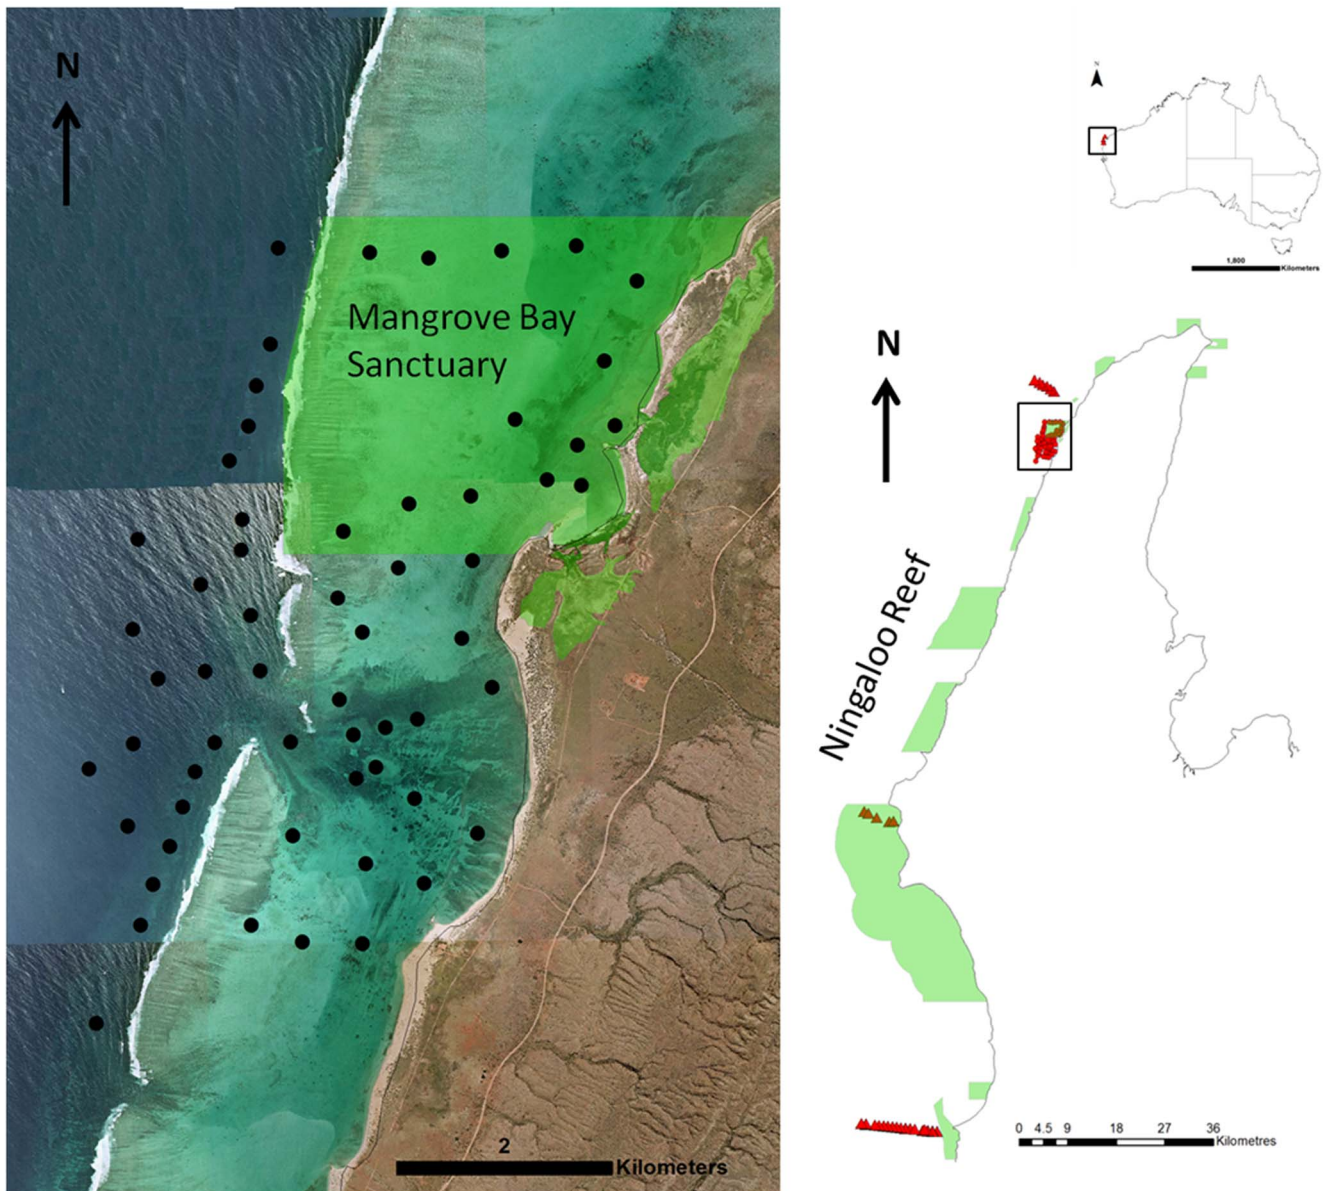 N
Mangrove Bay
Sanctuary
2
Kilometers
N
1,800
Kilometers
N
Ningaloo Reef
0 4.5 9 18 27 36
Kilometres